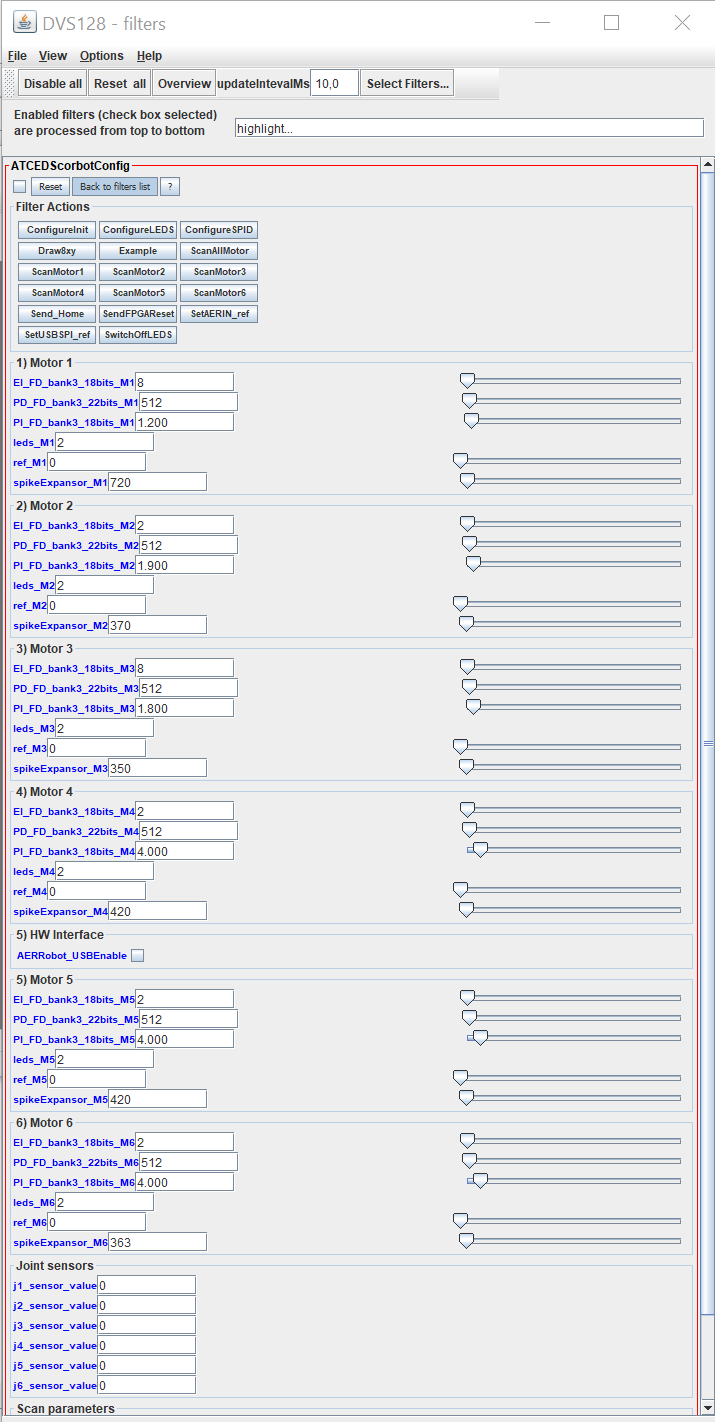 DVS128 - filters
File View Options Help
Disable all Reset all Overview updateIntevalMs 10,0 Select Filters...
Enabled filters (check box selected)
are processed from top to bottom
highlight...
ATCEDScorbotConfig
Reset Back to filters list ?
Filter Actions
ConfigureInit ConfigureLEDS ConfigureSPID
Draw8xy Example ScanAllMotor
ScanMotor1 ScanMotor2 ScanMotor3
ScanMotor4 ScanMotor5 ScanMotor6
Send_Home SendFPGAReset SetAERIN_ref
SetUSBSPI_ref SwitchOffLEDS
1) Motor 1
EI_FD_bank3_18bits_M1 8
PD_FD_bank3_22bits_M1 512
PI_FD_bank3_18bits_M1 1.200
leds_M1 2
ref_M1 0
spikeExpansor_M1 720
2) Motor 2
EI_FD_bank3_18bits_M2 2
PD_FD_bank3_22bits_M2 512
PI_FD_bank3_18bits_M2 1.900
leds_M2 2
ref_M2 0
spikeExpansor_M2 370
3) Motor 3
EI_FD_bank3_18bits_M3 8
PD_FD_bank3_22bits_M3 512
PI_FD_bank3_18bits_M3 1.800
leds_M3 2
ref_M3 0
spikeExpansor_M3 350
4) Motor 4
EI_FD_bank3_18bits_M4 2
PD_FD_bank3_22bits_M4 512
PI_FD_bank3_18bits_M4 4.000
leds_M4 2
ref_M4 0
spikeExpansor_M4 420
5) HW Interface
AERRobot_USBEnable
5) Motor 5
EI_FD_bank3_18bits_M5 2
PD_FD_bank3_22bits_M5 512
PI_FD_bank3_18bits_M5 4.000
leds_M5 2
ref_M5 0
spikeExpansor_M5 420
6) Motor 6
EI_FD_bank3_18bits_M6 2
PD_FD_bank3_22bits_M6 512
PI_FD_bank3_18bits_M6 4.000
leds_M6 2
ref_M6 0
spikeExpansor_M6 363
Joint sensors
j1_sensor_value 0
j2_sensor_value 0
j3_sensor_value 0
j4_sensor_value 0
j5_sensor_value 0
j6_sensor_value 0
Scan parameters